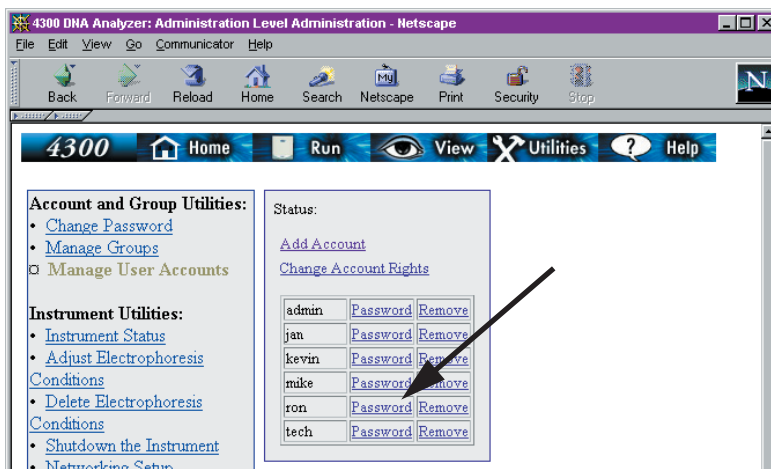 4300 DNA Analyzer: Administration Level Administration - Netscape
File Edit View Go Communicator Help
Back Forward Reload Home Search Netscape Print Security Stop
My
N
4300 Home Run View Utilities ? Help
Account and Group Utilities:
• Change Password
• Manage Groups
Manage User Accounts
Instrument Utilities:
• Instrument Status
• Adjust Electrophoresis
Conditions
• Delete Electrophoresis
Conditions
• Shutdown the Instrument
• Networking Setup
Status:
Add Account
Change Account Rights
admin Password Remove
jan Password Remove
kevin Password Remove
mike Password Remove
ron Password Remove
tech Password Remove